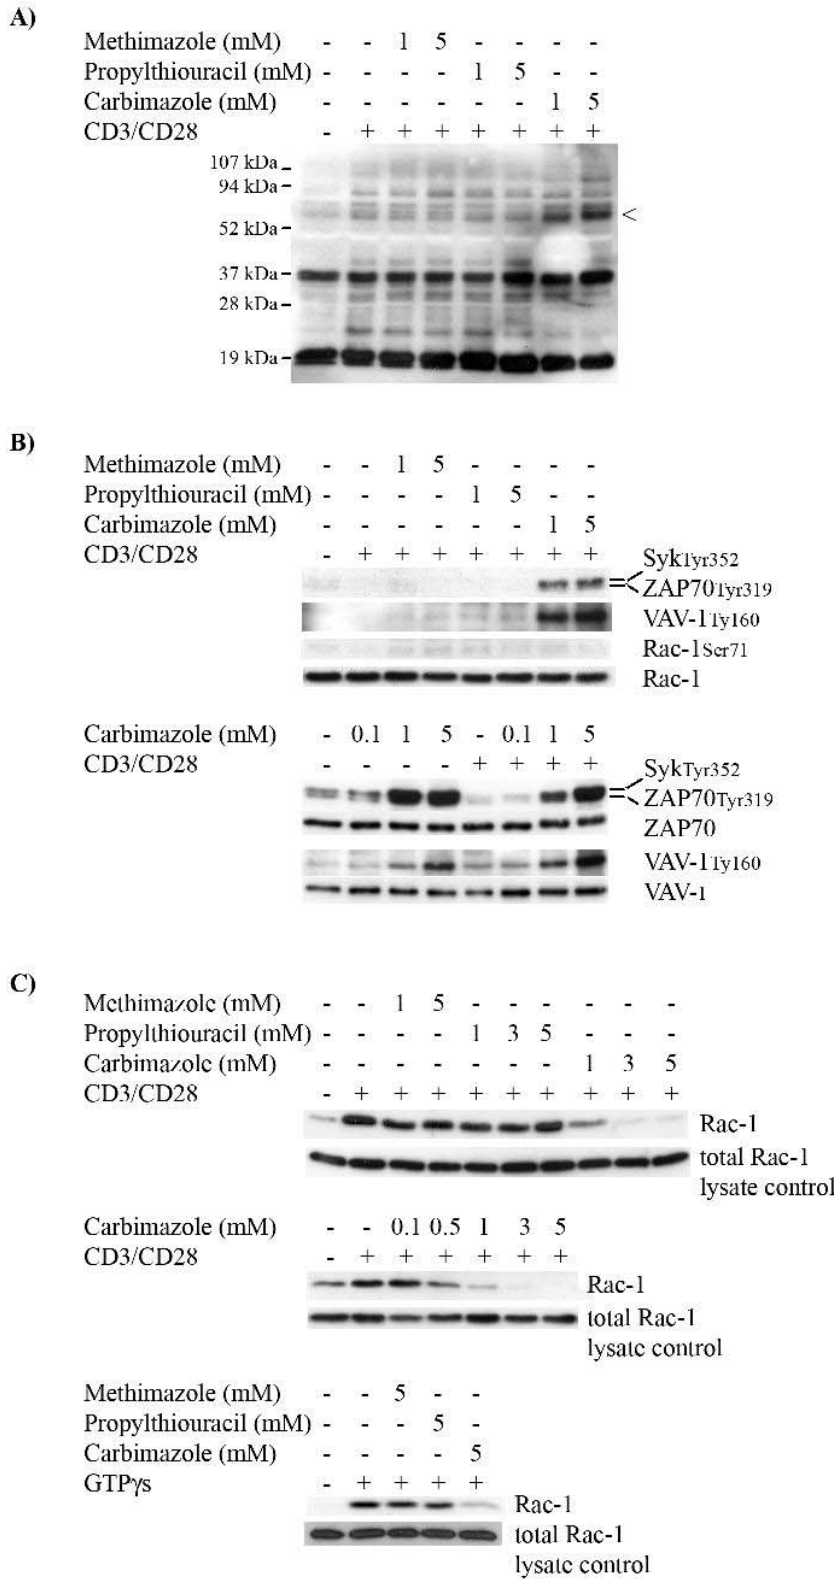 A)
Methimazole (mM) - - 1 5 - - - -
Propylthiouracil (mM) - - - - 1 5 - -
Carbimazole (mM) - - - - - - 1 5
CD3/CD28 - + + + + + + +
107 kDa
94 kDa
<
52 kDa
37 kDa
28 kDa
19 kDa
B)
Methimazole (mM) - - 1 5 - - - -
Propylthiouracil (mM) - - - - 1 5 - -
Carbimazole (mM) - - - - - - 1 5
CD3/CD28 - + + + + + + +
SykTyr352
ZAP70Tyr319
VAV-1Ty160
Rac-1Ser71
Rac-1
Carbimazole (mM) - 0.1 1 5 - 0.1 1 5
CD3/CD28 - - - - + + + +
SykTyr352
ZAP70Tyr319
ZAP70
VAV-1Ty160
VAV-1
C)
Methimazole (mM) - - 1 5 - - - - - -
Propylthiouracil (mM) - - - - 1 3 5 - - -
Carbimazole (mM) - - - - - - - 1 3 5
CD3/CD28 - + + + + + + + + +
Rac-1
total Rac-1
lysate control
Carbimazole (mM) - - 0.1 0.5 1 3 5
CD3/CD28 - + + + + + +
Rac-1
total Rac-1
lysate control
Methimazole (mM) - - 5 - -
Propylthiouracil (mM) - - - 5 -
Carbimazole (mM) - - - - 5
GTPγs - + + + +
Rac-1
total Rac-1
lysate control